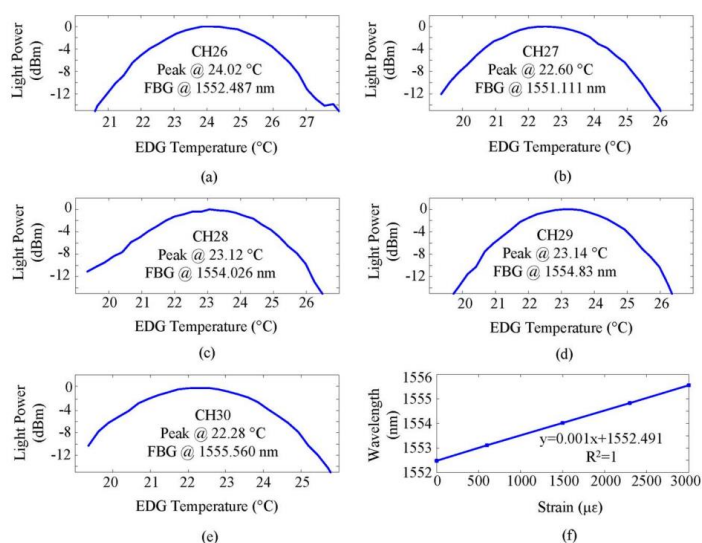 Light Power
(dBm)
0
-4
-8
-12
CH26
Peak @ 24.02 °C
FBG @ 1552.487 nm
21 22 23 24 25 26 27
EDG Temperature (°C)
(a)
Light Power
(dBm)
0
-4
-8
-12
CH27
Peak @ 22.60 °C
FBG @ 1551.111 nm
20 21 22 23 24 25 26
EDG Temperature (°C)
(b)
Light Power
(dBm)
0
-4
-8
-12
CH28
Peak @ 23.12 °C
FBG @ 1554.026 nm
20 21 22 23 24 25 26
EDG Temperature (°C)
(c)
Light Power
(dBm)
0
-4
-8
-12
CH29
Peak @ 23.14 °C
FBG @ 1554.83 nm
20 21 22 23 24 25 26
EDG Temperature (°C)
(d)
Light Power
(dBm)
0
-4
-8
-12
CH30
Peak @ 22.28 °C
FBG @ 1555.560 nm
20 21 22 23 24 25
EDG Temperature (°C)
(e)
Wavelength
(nm)
1556
1554
1553
1552
y=0.001x+1552.491
R²=1
0 500 1000 1500 2000 2500 3000
Strain (με)
(f)